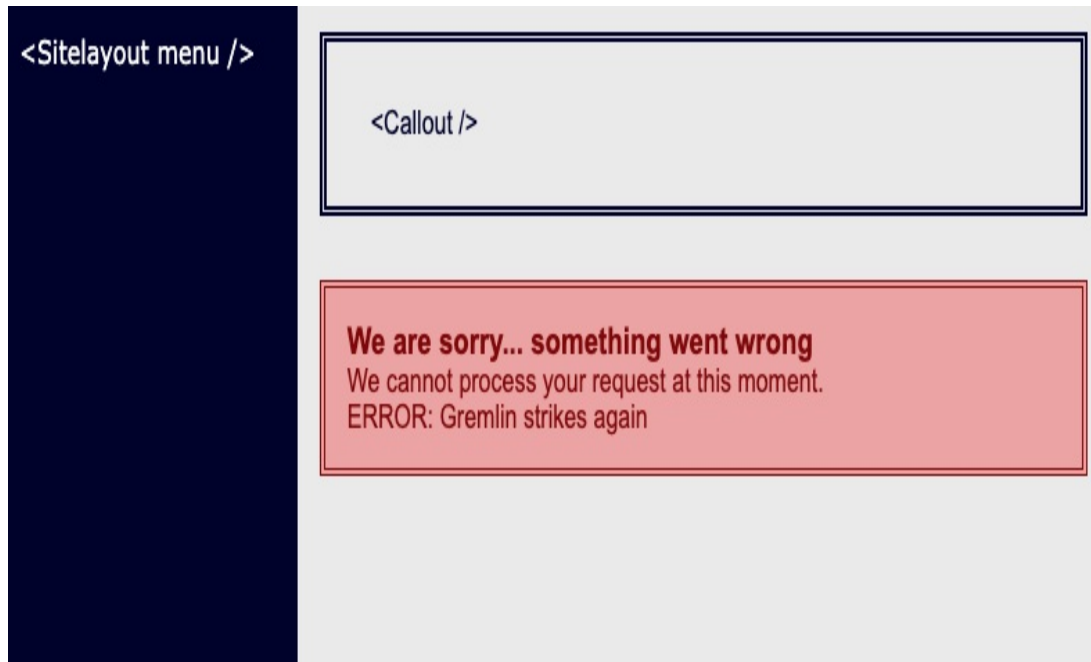 <Sitelayout menu />
<Callout />
We are sorry... something went wrong
We cannot process your request at this moment.
ERROR: Gremlin strikes again